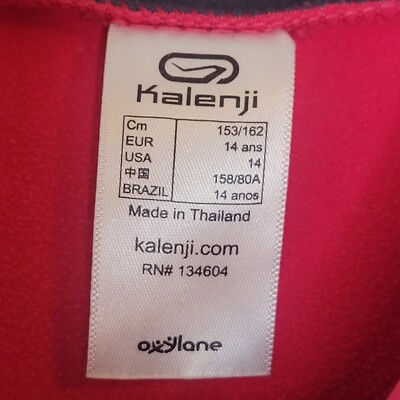 Kalenji
Cm 153/162
EUR 14 ans
USA 14
中国 158/80A
BRAZIL 14 anos
Made in Thailand
kalenji.com
RN# 134604
oxylane